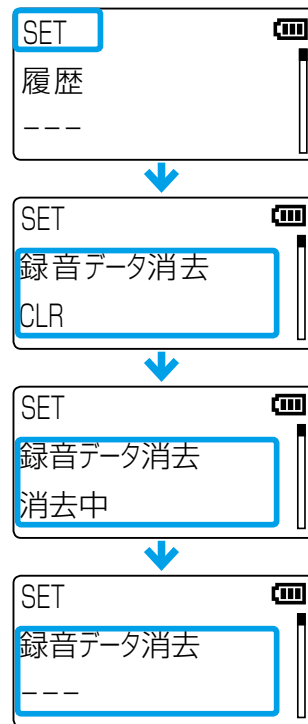 SET
履歴
---
SET
録音データ消去
CLR
SET
録音データ消去
消去中
SET
録音データ消去
---